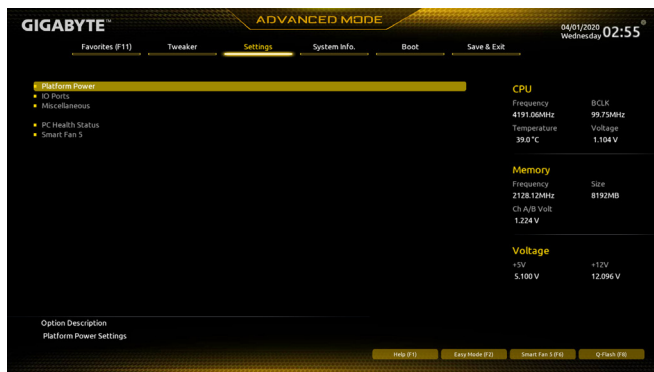 GIGABYTE™
ADVANCED MODE
04/01/2020
Wednesday 02:55
Favorites (F11) Tweaker Settings System Info. Boot Save & Exit
Platform Power
IO Ports
Miscellaneous
PC Health Status
Smart Fan 5
CPU
Frequency BCLK
4191.06MHz 99.75MHz
Temperature Voltage
39.0 °C 1.104 V
Memory
Frequency Size
2128.12MHz 8192MB
Ch A/B Volt
1.224 V
Voltage
+5V +12V
5.100 V 12.096 V
Option Description
Platform Power Settings
Help (F1) Easy Mode (F2) Smart Fan 5 (F6) Q-Flash (F8)